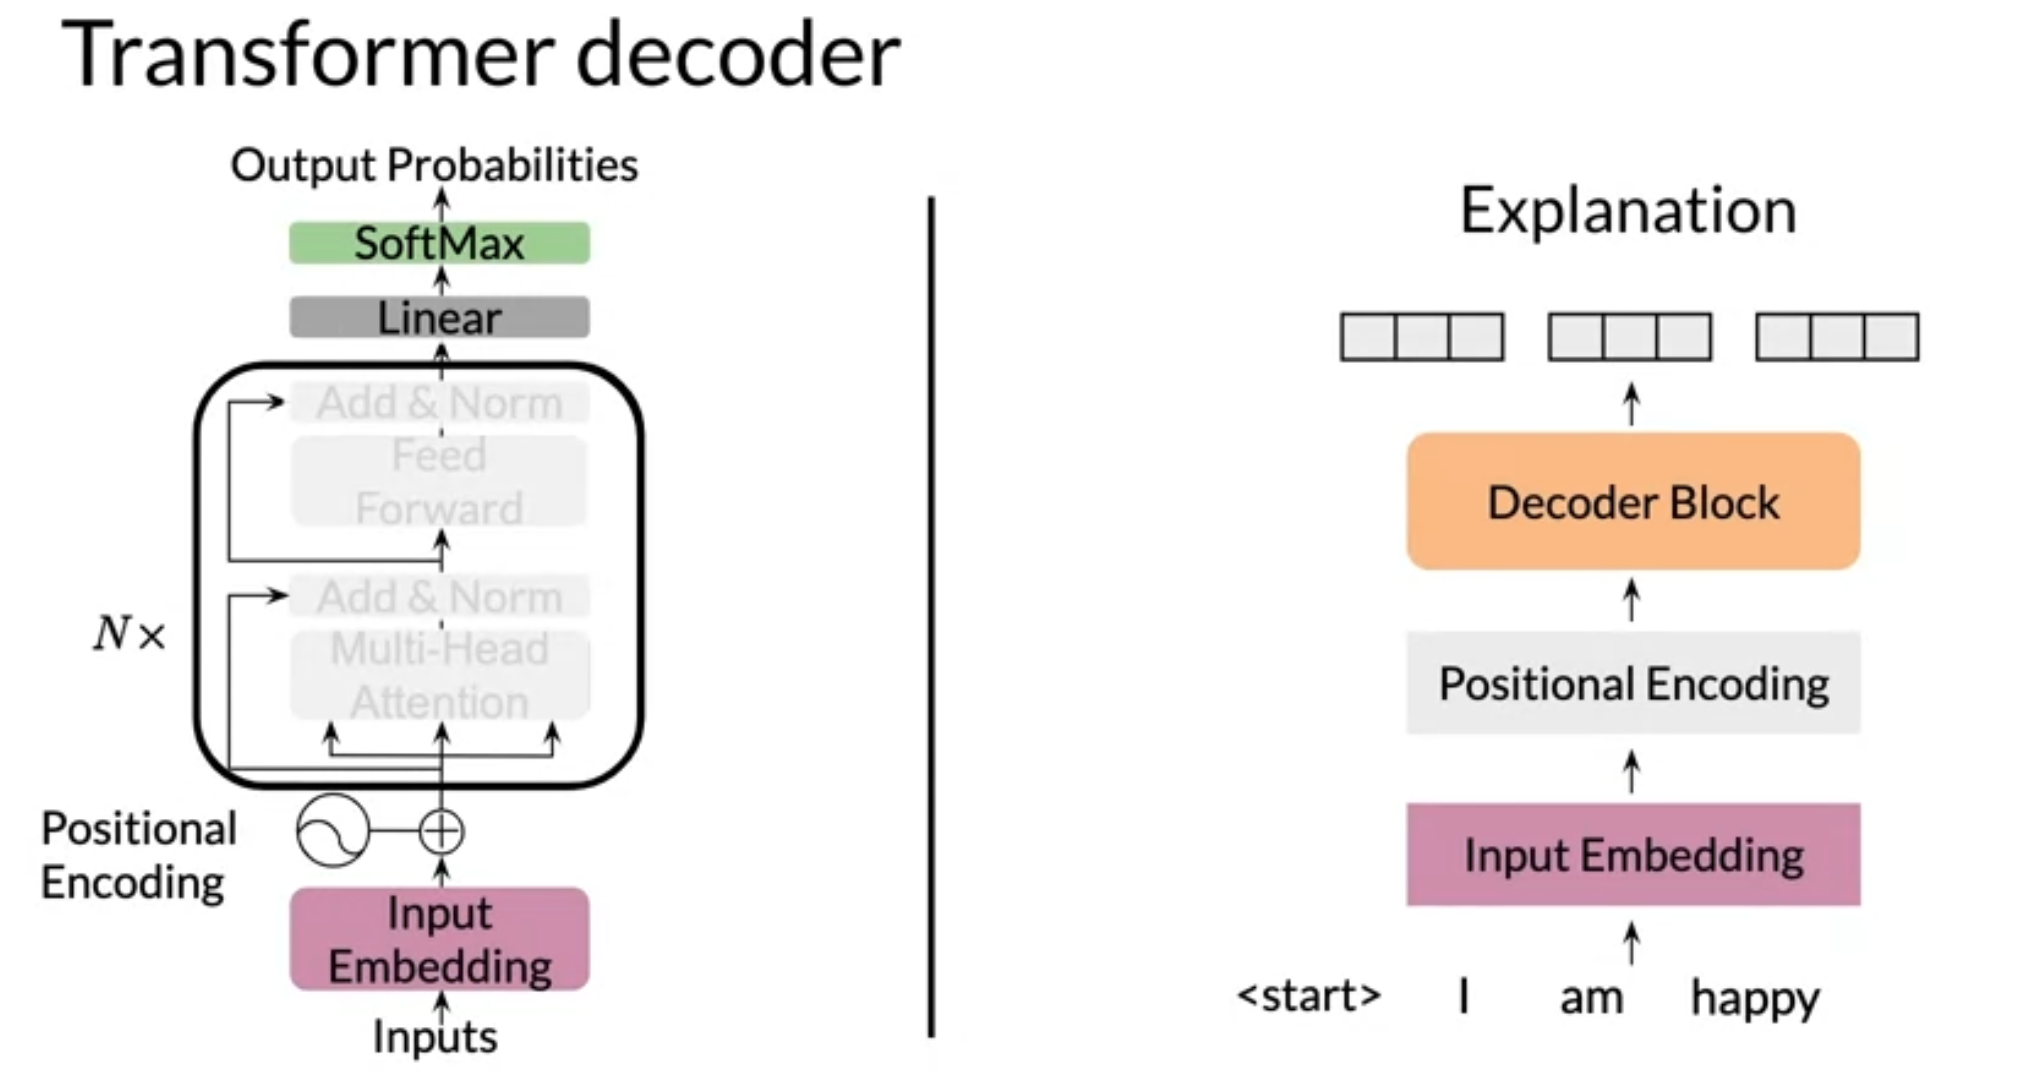 Transformer decoder
Output Probabilities
SoftMax
Linear
Add & Norm
Feed
Forward
Add & Norm
Multi-Head
Attention
N×
Positional
Encoding
Input
Embedding
Inputs
Explanation
Decoder Block
Positional Encoding
Input Embedding
<start> I am happy